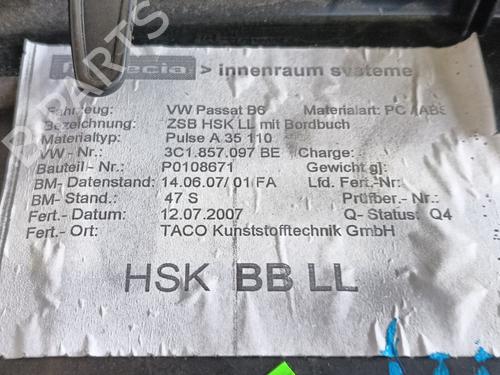 > innenraum systeme
Fahrzeug: VW Passat B6 Materialart: PC / ABS
Bezeichnung: ZSB HSK LL mit Bordbuch
Materialtyp: Pulse A 35 110
VW - Nr.: 3C1.857.097 BE Charge:
Bauteil - Nr.: P0108671 Gewicht g]:
BM- Datenstand: 14.06.07/ 01 FA Lfd. Fert.-Nr:
BM- Stand.: 47 S Prüfber.- Nr:
Fert.- Datum: 12.07.2007 Q- Status: Q4
Fert.- Ort: TACO Kunststofftechnik GmbH
HSK BB LL